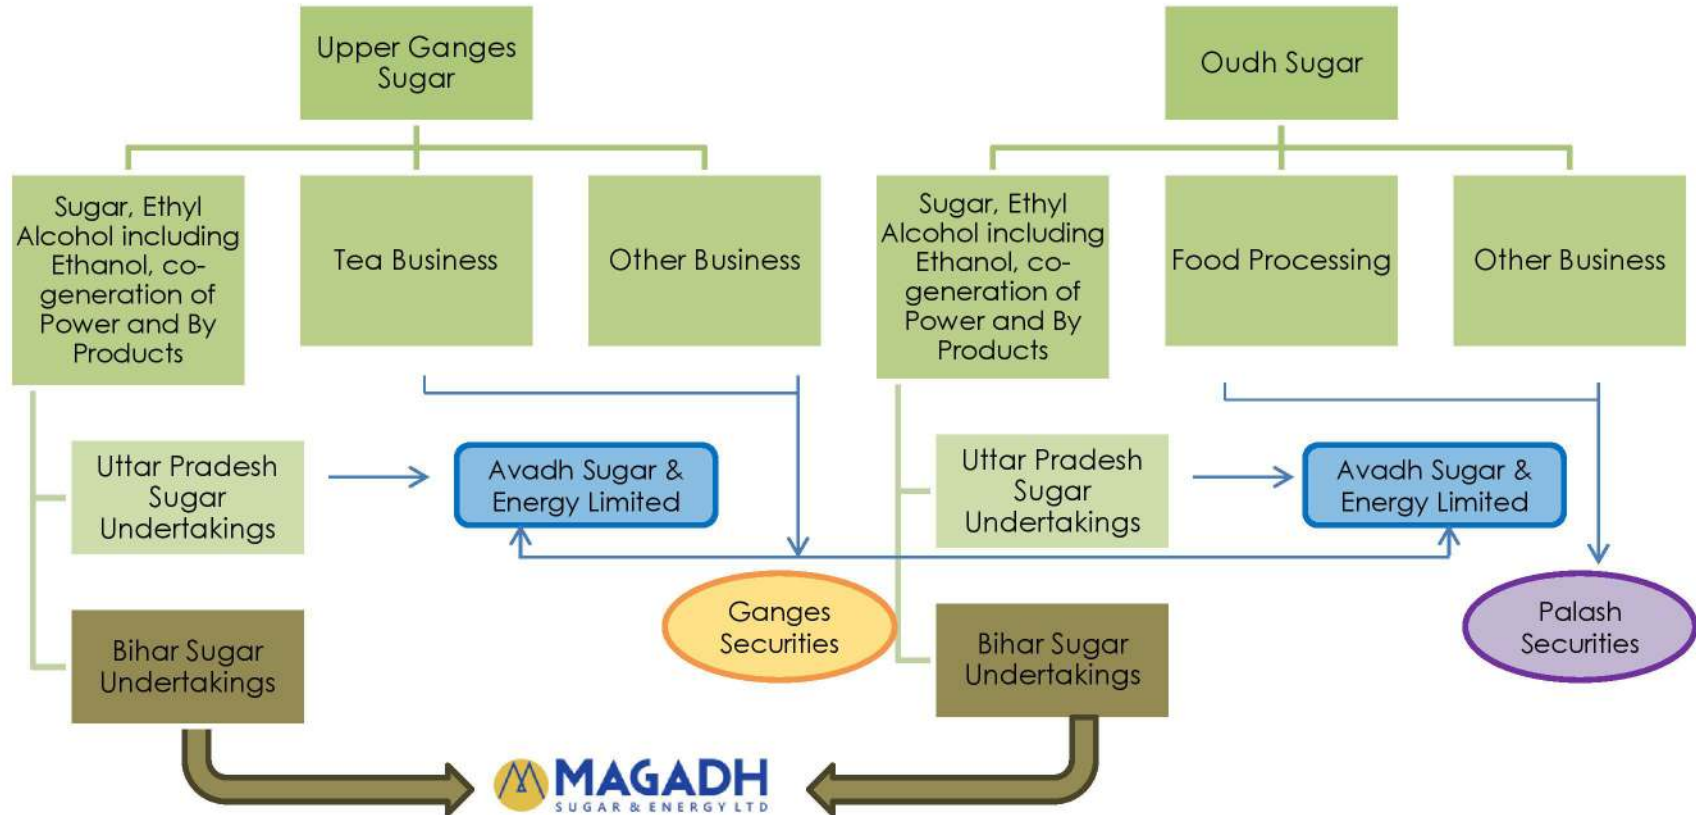 Upper Ganges
Sugar
Oudh Sugar
Sugar, Ethyl
Alcohol including
Ethanol, co-
generation of
Power and By
Products
Tea Business
Other Business
Sugar, Ethyl
Alcohol including
Ethanol, co-
generation of
Power and By
Products
Food Processing
Other Business
Uttar Pradesh
Sugar
Undertakings
Avadh Sugar &
Energy Limited
Uttar Pradesh
Sugar
Undertakings
Avadh Sugar &
Energy Limited
Ganges
Securities
Palash
Securities
Bihar Sugar
Undertakings
Bihar Sugar
Undertakings
MAGADH
SUGAR & ENERGY LTD